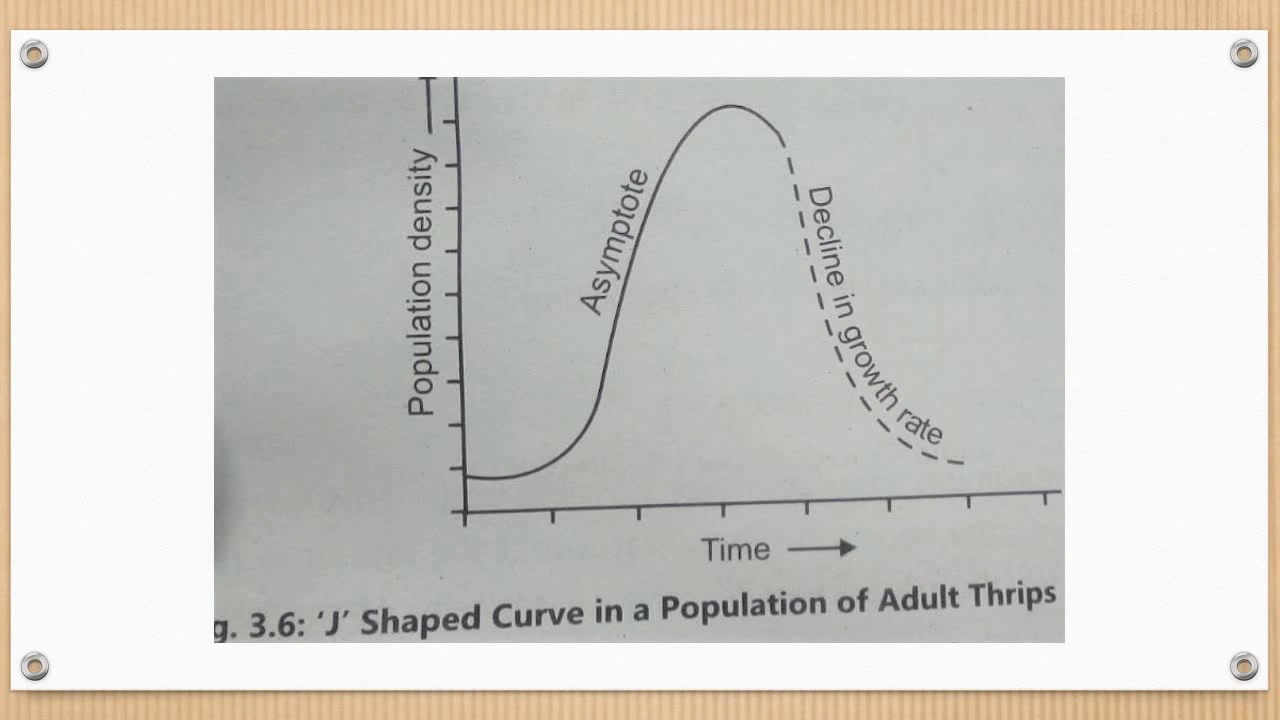 Population density
Asymptote
Decline in growth rate
Time
g. 3.6: ‘J’ Shaped Curve in a Population of Adult Thrips